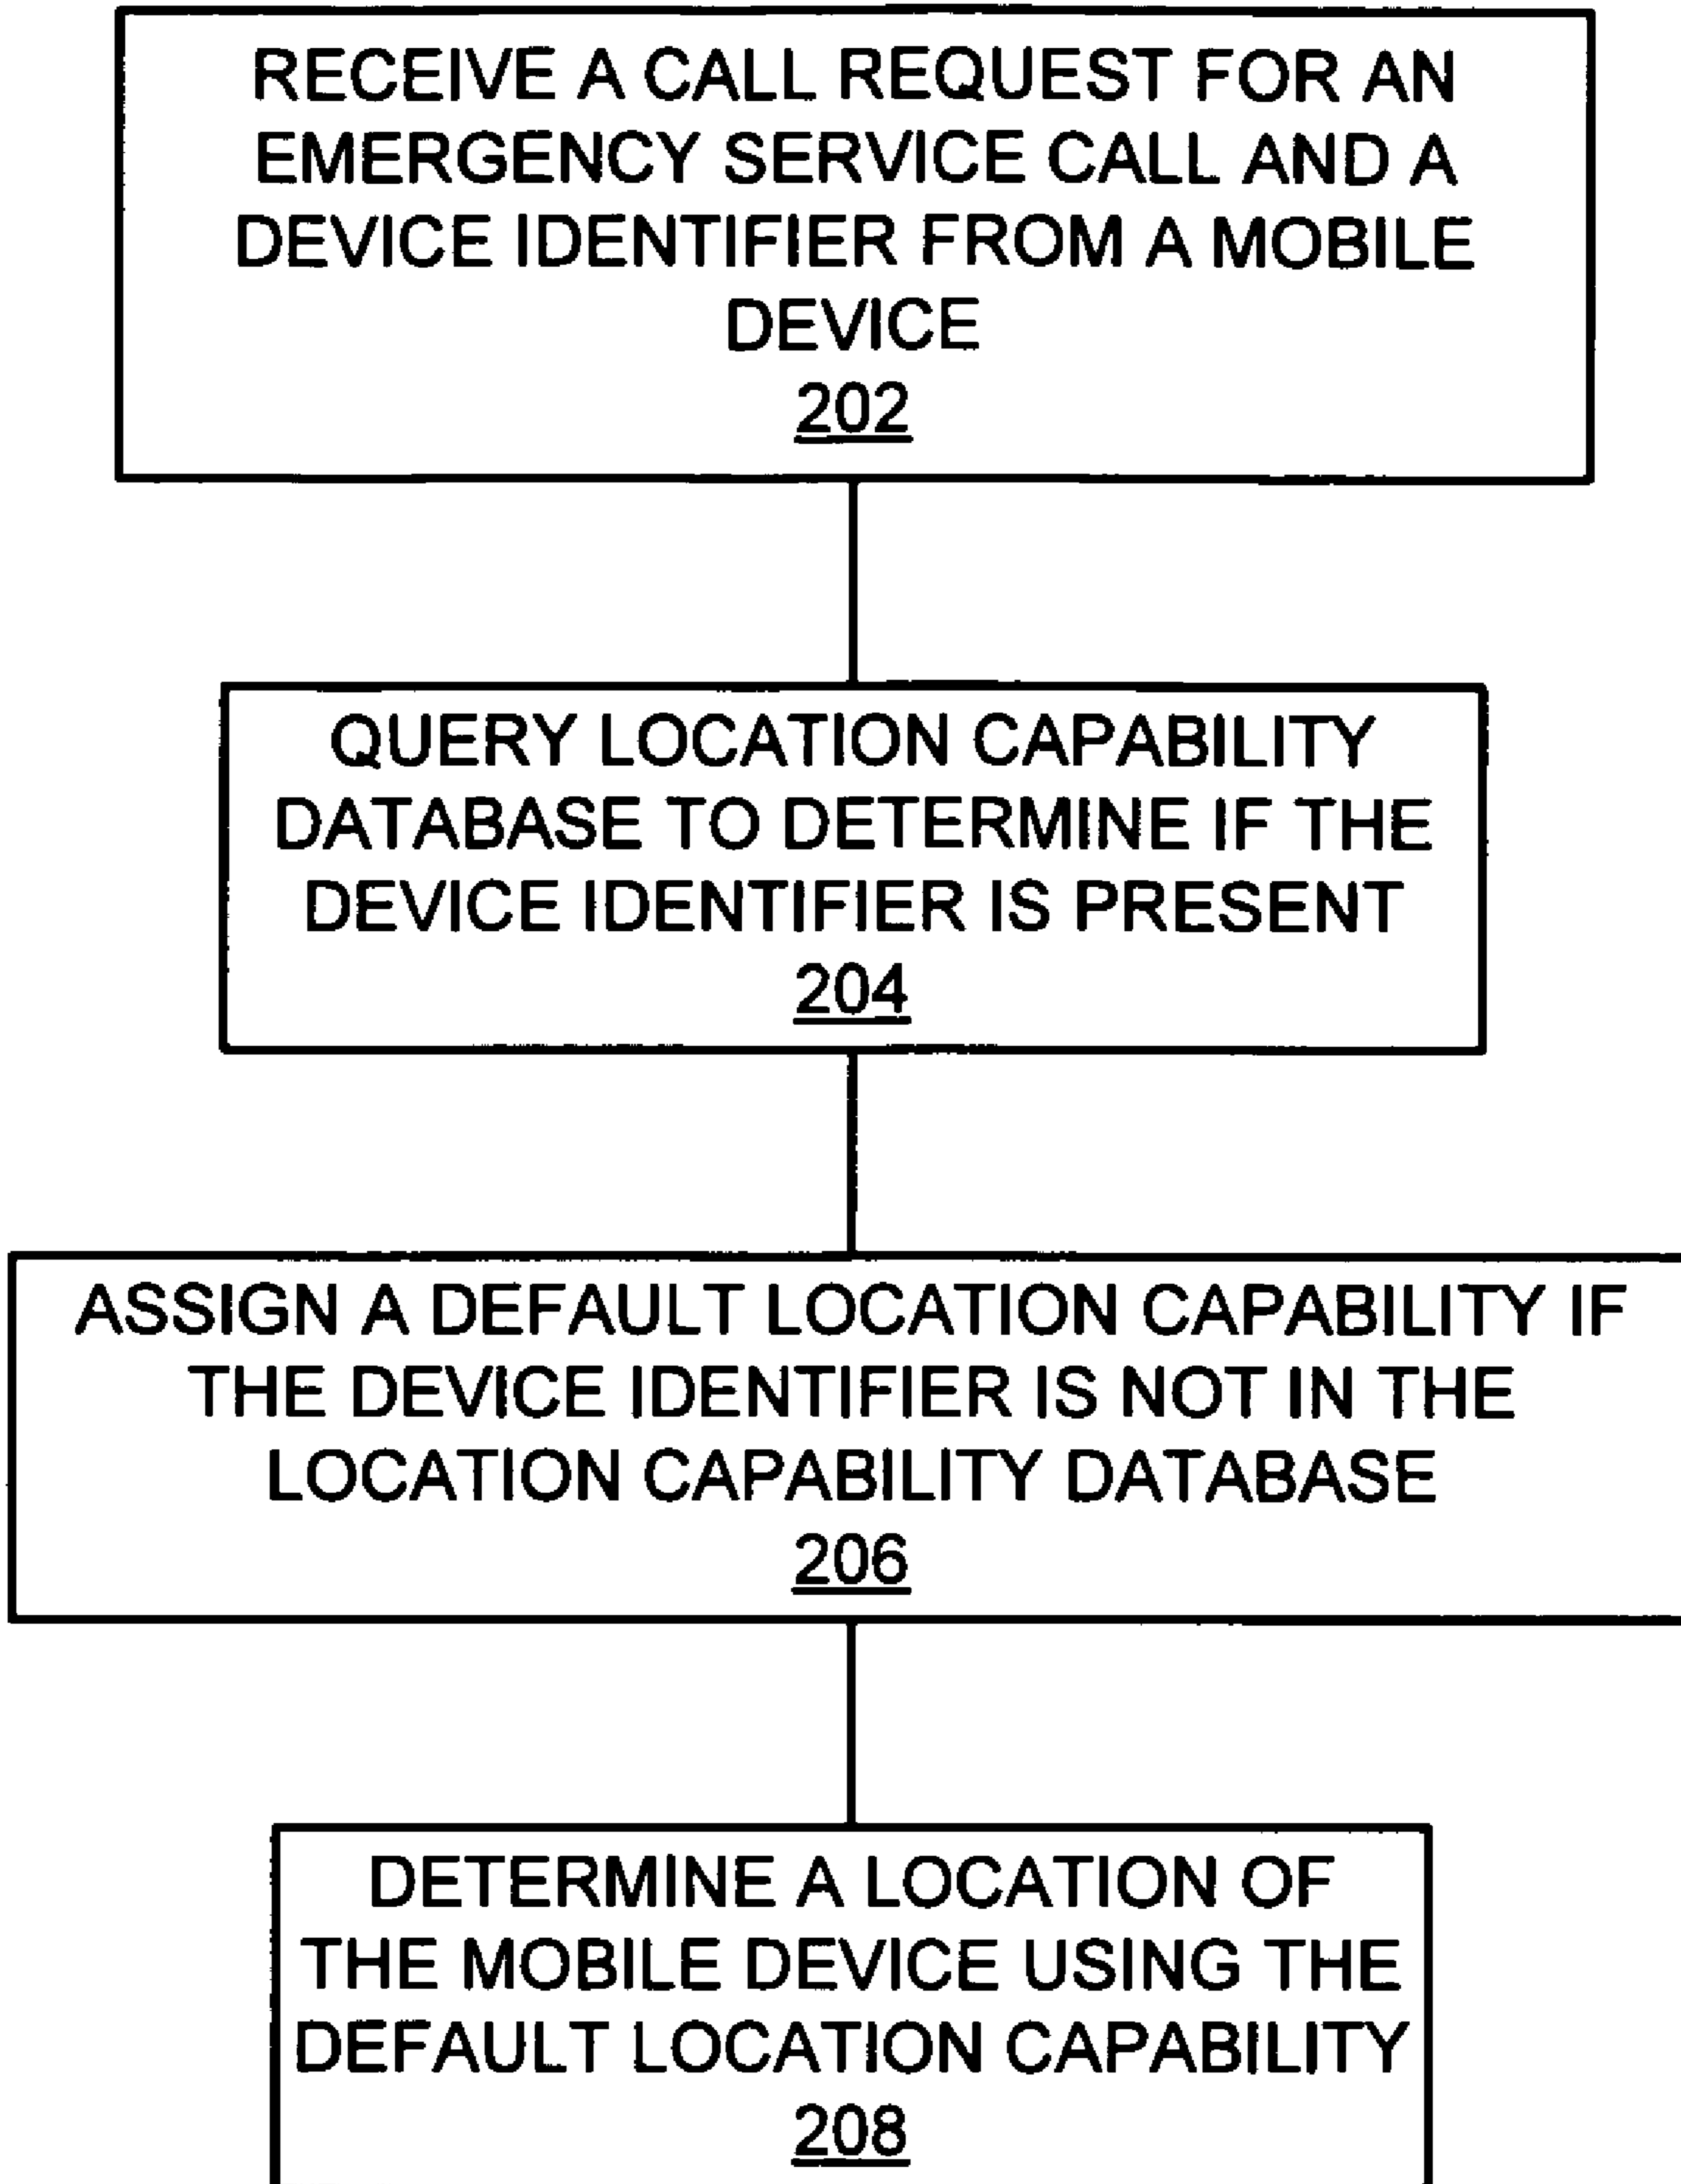 RECEIVE A CALL REQUEST FOR AN
EMERGENCY SERVICE CALL AND A
DEVICE IDENTIFIER FROM A MOBILE
DEVICE
202
QUERY LOCATION CAPABILITY
DATABASE TO DETERMINE IF THE
DEVICE IDENTIFIER IS PRESENT
204
ASSIGN A DEFAULT LOCATION CAPABILITY IF
THE DEVICE IDENTIFIER IS NOT IN THE
LOCATION CAPABILITY DATABASE
206
DETERMINE A LOCATION OF
THE MOBILE DEVICE USING THE
DEFAULT LOCATION CAPABILITY
208